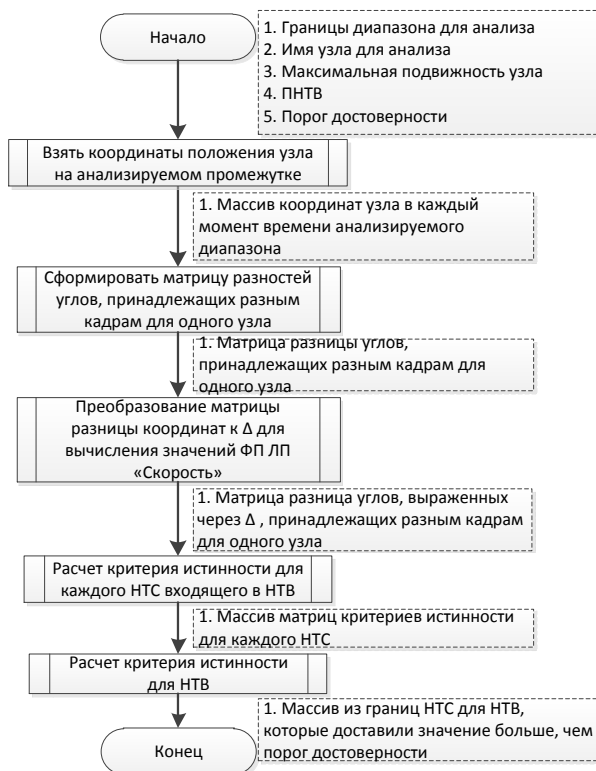 Начало
1. Границы диапазона для анализа
2. Имя узла для анализа
3. Максимальная подвижность узла
4. ПНТВ
5. Порог достоверности
Взять координаты положения узла
на анализируемом промежутке
1. Массив координат узла в каждый
момент времени анализируемого
диапазона
Сформировать матрицу разностей
углов, принадлежащих разным
кадрам для одного узла
1. Матрица разницы углов,
принадлежащих разным кадрам для
одного узла
Преобразование матрицы
разницы координат к Δ для
вычисления значений ФП ЛП
«Скорость»
1. Матрица разница углов, выраженных
через Δ , принадлежащих разным кадрам
для одного узла
Расчет критерия истинности для
каждого НТС входящего в НТВ
1. Массив матриц критериев истинности
для каждого НТС
Расчет критерия истинности
для НТВ
1. Массив из границ НТС для НТВ,
которые доставили значение больше, чем
порог достоверности
Конец